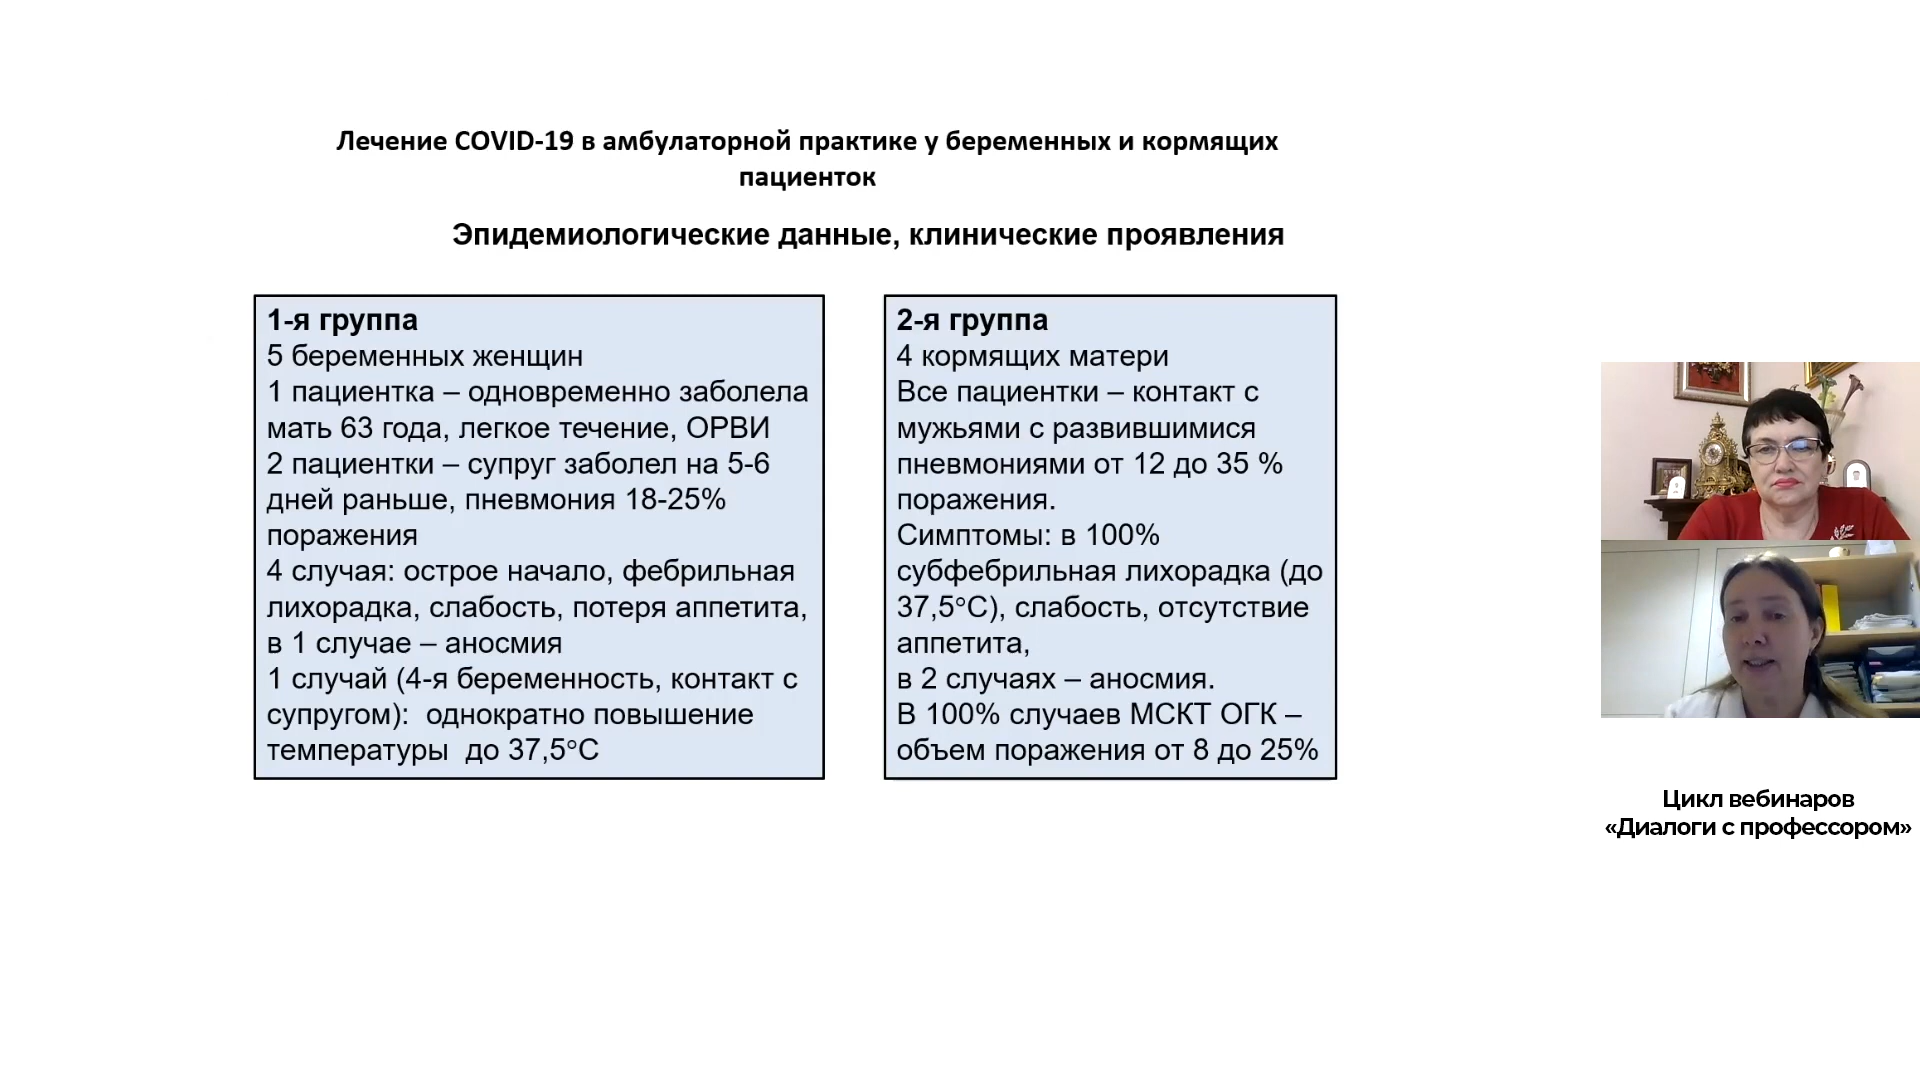 Лечение COVID-19 в амбулаторной практике у беременных и кормящих
пациенток
Эпидемиологические данные, клинические проявления
1-я группа
5 беременных женщин
1 пациентка – одновременно заболела
мать 63 года, легкое течение, ОРВИ
2 пациентки – супруг заболел на 5-6
дней раньше, пневмония 18-25%
поражения
4 случая: острое начало, фебрильная
лихорадка, слабость, потеря аппетита,
в 1 случае – аносмия
1 случай (4-я беременность, контакт с
супругом):  однократно повышение
температуры  до 37,5°С
2-я группа
4 кормящих матери
Все пациентки – контакт с
мужьями с развившимися
пневмониями от 12 до 35 %
поражения.
Симптомы: в 100%
субфебрильная лихорадка (до
37,5°С), слабость, отсутствие
аппетита,
в 2 случаях – аносмия.
В 100% случаев МСКТ ОГК –
объем поражения от 8 до 25%
Цикл вебинаров
«Диалоги с профессором»